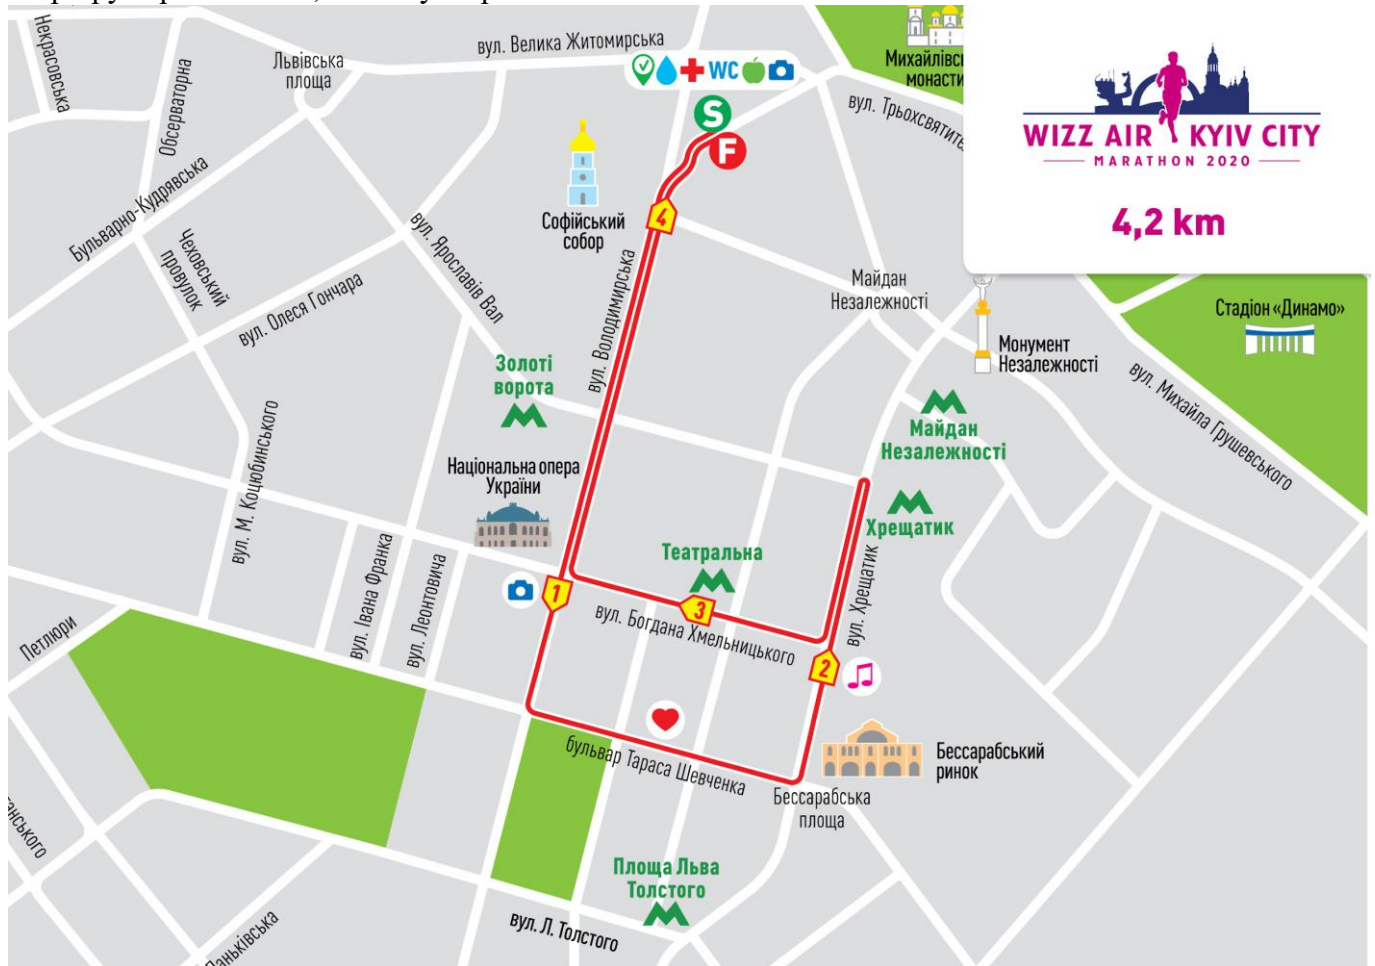 Некрасовська
Обсерваторна
Львівська
площа
вул. Велика Житомирська
WC
S
F
Михайлівс
монасти
вул. Трьохсвятите
WIZZ AIR KYIV CITY
MARATHON 2020
4,2 km
Бульварно-Кудрявська
Чеховський
провулок
вул. Олеся Гончара
вул. Ярославів Вал
Софійський
собор
4
вул. Володимирська
Майдан
Незалежності
Стадіон «Динамо»
Монумент
Незалежності
вул. Михайла Грушевського
Золоті
ворота
Майдан
Незалежності
Національна опера
України
вул. М. Коцюбинського
Хрещатик
Театральна
вул. Івана Франка
вул. Леонтовича
1
3
вул. Богдана Хмельницького
вул. Хрещатик
2
Петлюри
бульвар Тараса Шевченка
Бессарабський
ринок
Бессарабська
площа
анського
Площа Льва
Толстого
вул. Л. Толстого
Паньківська